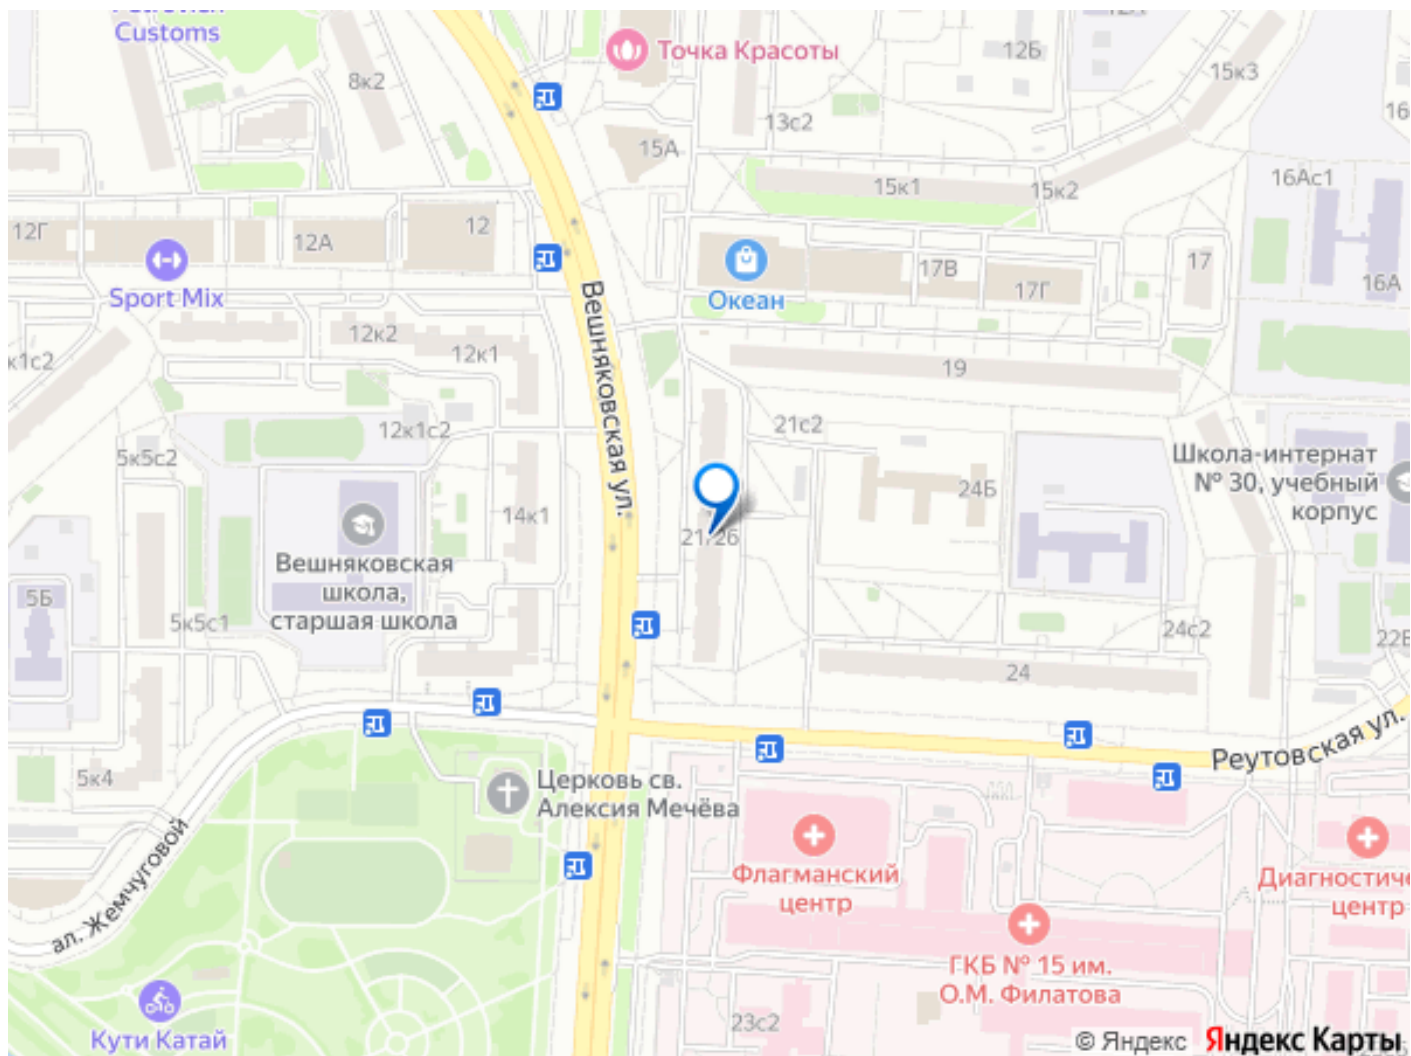 Customs
Точка Красоты
12Б
15к3
8к2
13с2
15А
16Ас1
15к1
15к2
12Г
12А
12
17В
17
17Г
16А
Sport Mix
Океан
Вешняковская ул.
12к2
12к1
к1с2
19
12к1с2
21с2
5к5с2
Школа-интернат
№ 30, учебный
корпус
24Б
14к1
21/26
Вешняковская
школа,
старшая школа
5Б
5к5с1
24с2
24
5к4
Реутовская ул.
Церковь св.
Алексия Мечёва
ал. Жемчуговой
Флагманский
центр
центр
ГКБ № 15 им.
О.М. Филатова
23с2
Кути Катай
© Яндекс Яндекс Карты